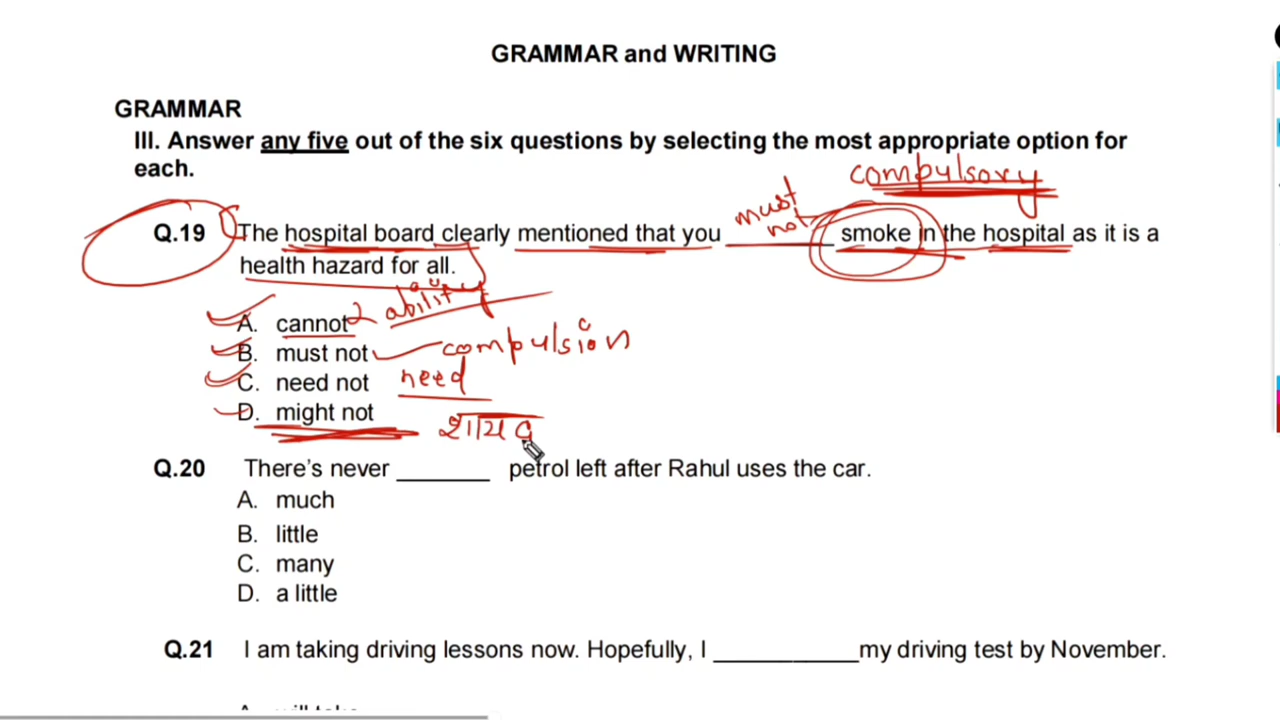 GRAMMAR and WRITING
GRAMMAR
III. Answer any five out of the six questions by selecting the most appropriate option for
each.
compulsory
must
not
Q.19 The hospital board clearly mentioned that you ______ smoke in the hospital as it is a
health hazard for all.
A. cannot ability
B. must not compulsion
C. need not need
D. might not
Q.20 There's never ______ petrol left after Rahul uses the car.
A. much
B. little
C. many
D. a little
Q.21 I am taking driving lessons now. Hopefully, I ______ my driving test by November.